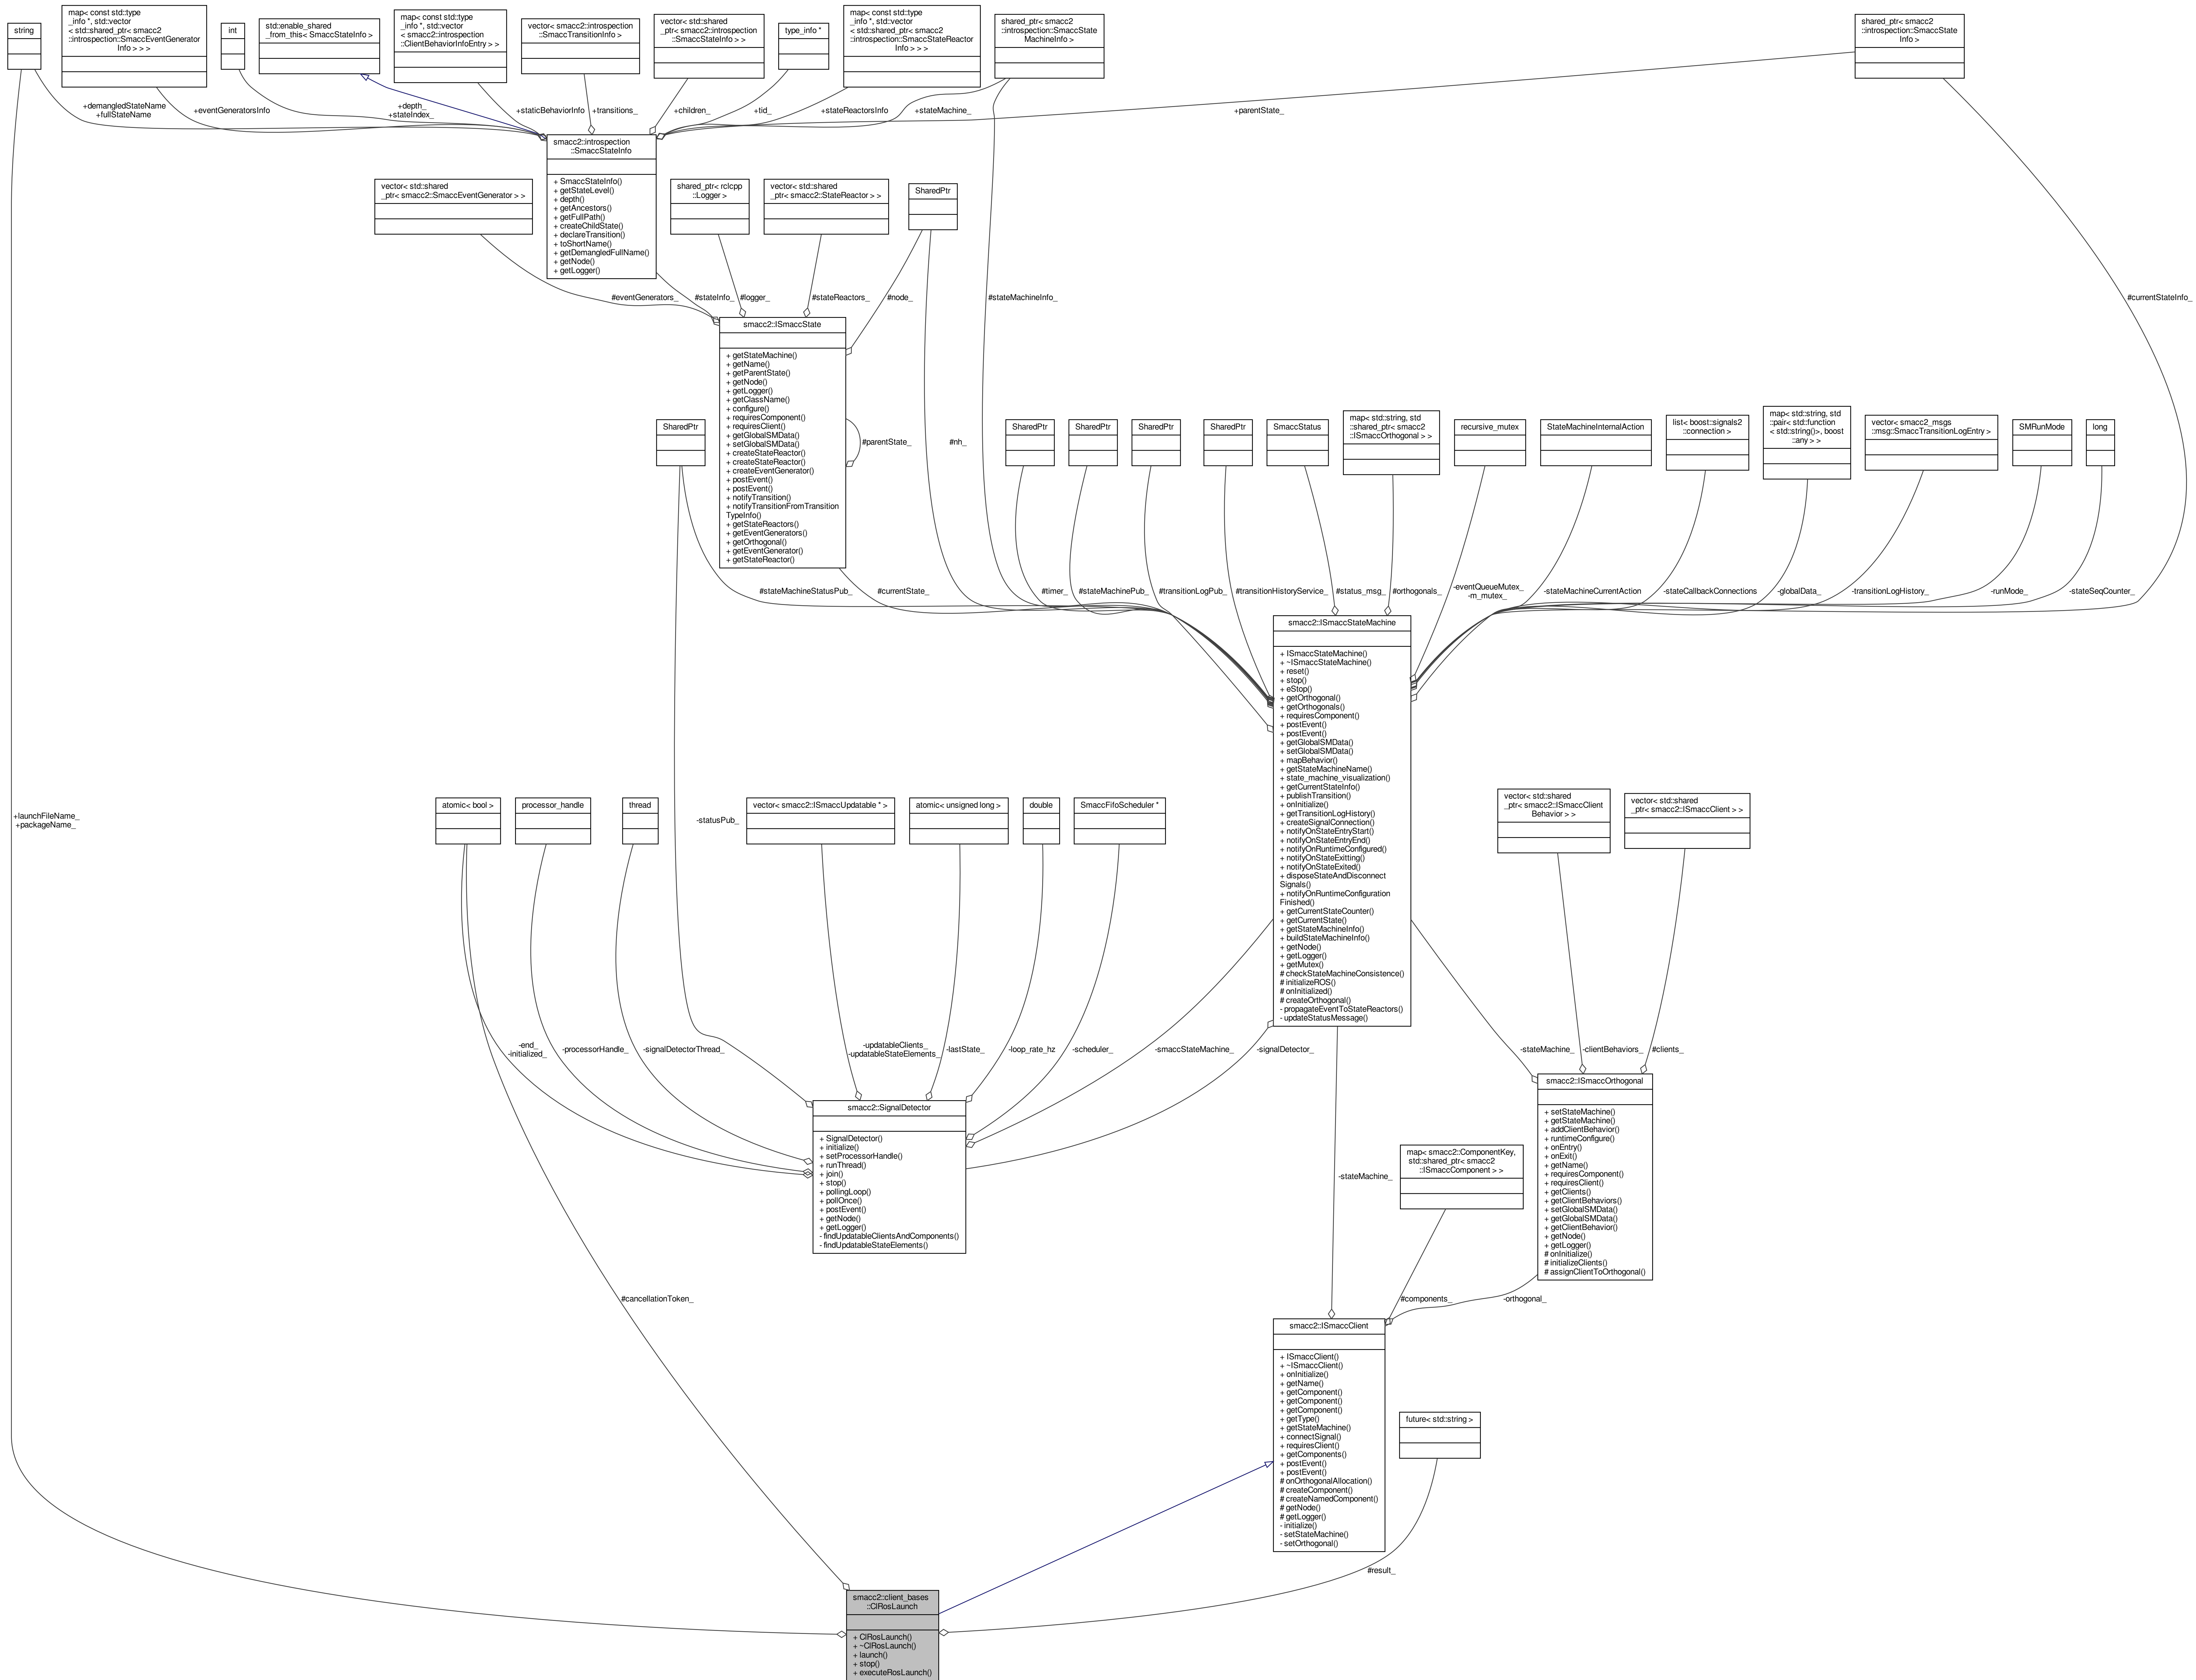 string
map< const std::type
_info *, std::vector
< std::shared_ptr< smacc2
::introspection::SmaccEventGenerator
Info > > >
int
std::enable_shared
_from_this< SmaccStateInfo >
map< const std::type
_info *, std::vector
< smacc2::introspection
::ClientBehaviorInfoEntry > >
vector< smacc2::introspection
::SmaccTransitionInfo >
vector< std::shared
_ptr< smacc2::introspection
::SmaccStateInfo > >
type_info *
map< const std::type
_info *, std::vector
< std::shared_ptr< smacc2
::introspection::SmaccStateReactor
Info > > >
shared_ptr< smacc2
::introspection::SmaccState
MachineInfo >
shared_ptr< smacc2
::introspection::SmaccState
Info >
+demangledStateName
+fullStateName
+eventGeneratorsInfo
+depth_
+stateIndex_
+staticBehaviorInfo
+transitions_
+children_
+tid_
+stateReactorsInfo
+stateMachine_
+parentState_
smacc2::introspection
::SmaccStateInfo
+ SmaccStateInfo()
+ getStateLevel()
+ depth()
+ getAncestors()
+ getFullPath()
+ createChildState()
+ declareTransition()
+ toShortName()
+ getDemangledFullName()
+ getNode()
+ getLogger()
vector< std::shared
_ptr< smacc2::SmaccEventGenerator > >
shared_ptr< rclcpp
::Logger >
vector< std::shared
_ptr< smacc2::StateReactor > >
SharedPtr
#eventGenerators_
#stateInfo_
#logger_
#stateReactors_
#node_
#stateMachineInfo_
#currentStateInfo_
smacc2::ISmaccState
+ getStateMachine()
+ getName()
+ getParentState()
+ getNode()
+ getLogger()
+ getClassName()
+ configure()
+ requiresComponent()
+ requiresClient()
+ getGlobalSMData()
+ setGlobalSMData()
+ createStateReactor()
+ createStateReactor()
+ createEventGenerator()
+ postEvent()
+ postEvent()
+ notifyTransition()
+ notifyTransitionFromTransition
TypeInfo()
+ getStateReactors()
+ getEventGenerators()
+ getOrthogonal()
+ getEventGenerator()
+ getStateReactor()
#parentState_
#nh_
SharedPtr
SharedPtr
SharedPtr
SharedPtr
SharedPtr
SmaccStatus
map< std::string, std
::shared_ptr< smacc2
::ISmaccOrthogonal > >
recursive_mutex
StateMachineInternalAction
list< boost::signals2
::connection >
map< std::string, std
::pair< std::function
< std::string()>, boost
::any > >
vector< smacc2_msgs
::msg::SmaccTransitionLogEntry >
SMRunMode
long
#stateMachineStatusPub_
#currentState_
#timer_
#stateMachinePub_
#transitionLogPub_
#transitionHistoryService_
#status_msg_
#orthogonals_
-eventQueueMutex_
-m_mutex_
-stateMachineCurrentAction
-stateCallbackConnections
-globalData_
-transitionLogHistory_
-runMode_
-stateSeqCounter_
smacc2::ISmaccStateMachine
+ ISmaccStateMachine()
+ ~ISmaccStateMachine()
+ reset()
+ stop()
+ eStop()
+ getOrthogonal()
+ getOrthogonals()
+ requiresComponent()
+ postEvent()
+ postEvent()
+ getGlobalSMData()
+ setGlobalSMData()
+ mapBehavior()
+ getStateMachineName()
+ state_machine_visualization()
+ getCurrentStateInfo()
+ publishTransition()
+ onInitialize()
+ getTransitionLogHistory()
+ createSignalConnection()
+ notifyOnStateEntryStart()
+ notifyOnStateEntryEnd()
+ notifyOnRuntimeConfigured()
+ notifyOnStateExitting()
+ notifyOnStateExited()
+ disposeStateAndDisconnect
Signals()
+ notifyOnRuntimeConfiguration
Finished()
+ getCurrentStateCounter()
+ getCurrentState()
+ getStateMachineInfo()
+ buildStateMachineInfo()
+ getNode()
+ getLogger()
+ getMutex()
# checkStateMachineConsistence()
# initializeROS()
# onInitialized()
# createOrthogonal()
- propagateEventToStateReactors()
- updateStatusMessage()
+launchFileName_
+packageName_
atomic< bool >
processor_handle
thread
-statusPub_
vector< smacc2::ISmaccUpdatable * >
atomic< unsigned long >
double
SmaccFifoScheduler *
vector< std::shared
_ptr< smacc2::ISmaccClient
Behavior > >
vector< std::shared
_ptr< smacc2::ISmaccClient > >
-end_
-initialized_
-processorHandle_
-signalDetectorThread_
-updatableClients_
-updatableStateElements_
-lastState_
-loop_rate_hz
-scheduler_
-smaccStateMachine_
-signalDetector_
-stateMachine_
-clientBehaviors_
#clients_
smacc2::SignalDetector
+ SignalDetector()
+ initialize()
+ setProcessorHandle()
+ runThread()
+ join()
+ stop()
+ pollingLoop()
+ pollOnce()
+ postEvent()
+ getNode()
+ getLogger()
- findUpdatableClientsAndComponents()
- findUpdatableStateElements()
smacc2::ISmaccOrthogonal
+ setStateMachine()
+ getStateMachine()
+ addClientBehavior()
+ runtimeConfigure()
+ onEntry()
+ onExit()
+ getName()
+ requiresComponent()
+ requiresClient()
+ getClients()
+ getClientBehaviors()
+ setGlobalSMData()
+ getGlobalSMData()
+ getClientBehavior()
+ getNode()
+ getLogger()
# onInitialize()
# initializeClients()
# assignClientToOrthogonal()
-stateMachine_
map< smacc2::ComponentKey,
std::shared_ptr< smacc2
::ISmaccComponent > >
#cancellationToken_
#components_
-orthogonal_
smacc2::ISmaccClient
+ ISmaccClient()
+ ~ISmaccClient()
+ onInitialize()
+ getName()
+ getComponent()
+ getComponent()
+ getComponent()
+ getType()
+ getStateMachine()
+ connectSignal()
+ requiresClient()
+ getComponents()
+ postEvent()
+ postEvent()
# onOrthogonalAllocation()
# createComponent()
# createNamedComponent()
# getNode()
# getLogger()
- initialize()
- setStateMachine()
- setOrthogonal()
future< std::string >
#result_
smacc2::client_bases
::ClRosLaunch
+ ClRosLaunch()
+ ~ClRosLaunch()
+ launch()
+ stop()
+ executeRosLaunch()